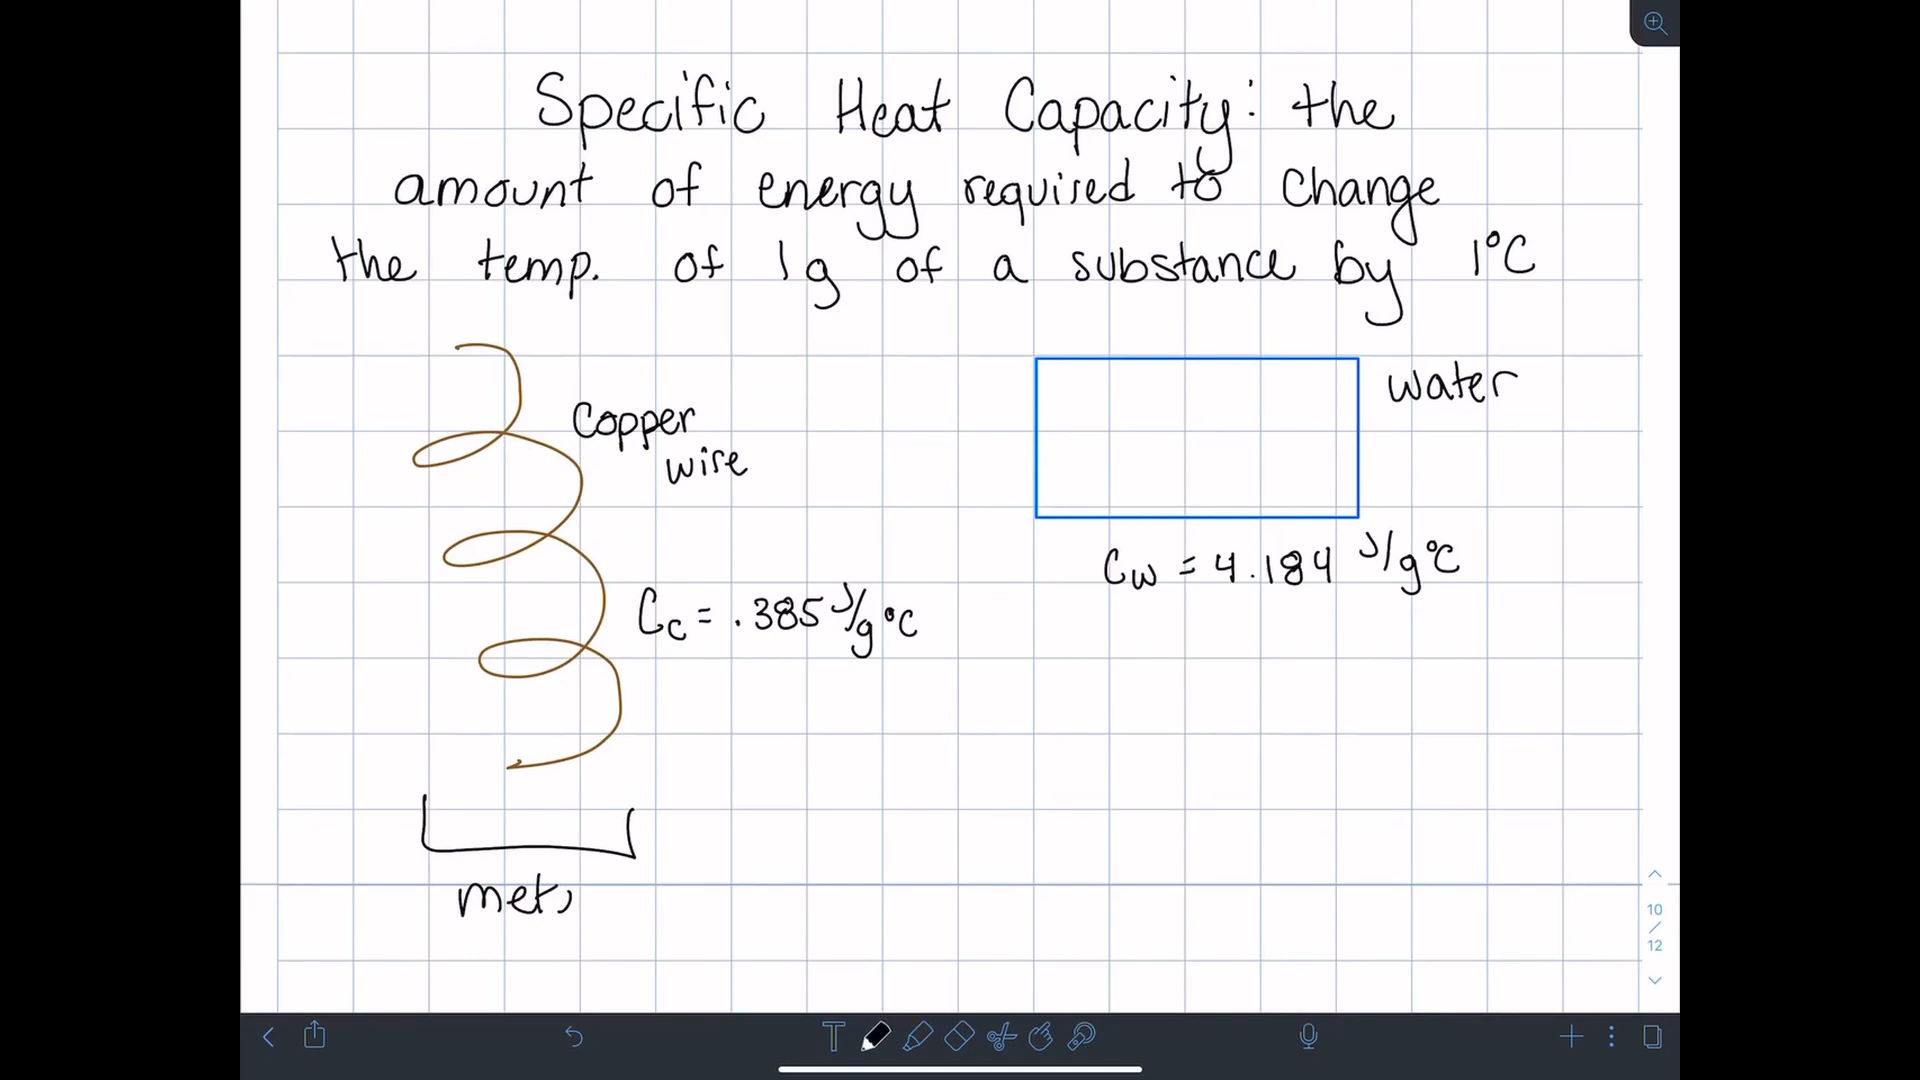 Specific Heat Capacity: the
amount of energy required to change
the temp. of 1g of a substance by 1°C
Copper
wire
Cc = .385 J/g°C
water
Cw = 4.184 J/g°C
10
/
12
T